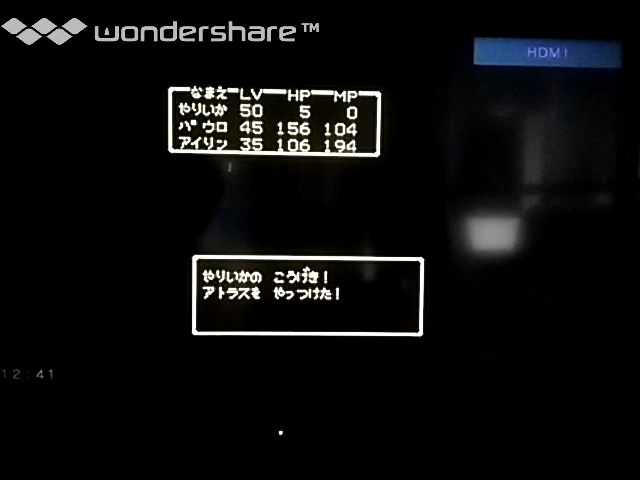 wondershare™
HDMI
なまえ LV HP MP
やりいか 50 5 0
パウロ 45 156 104
アイリン 35 106 194
やりいかの こうげき!
アトラスを やっつけた!
12:41